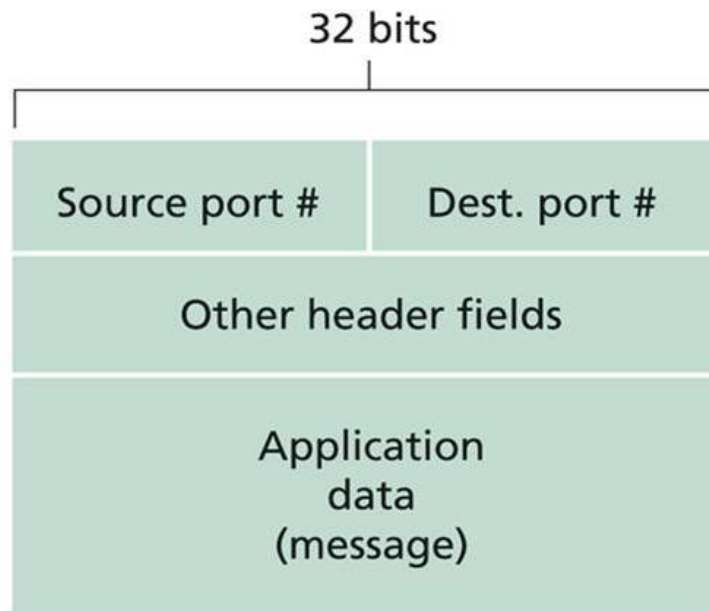 32 bits
Source port #
Dest. port #
Other header fields
Application
data
(message)